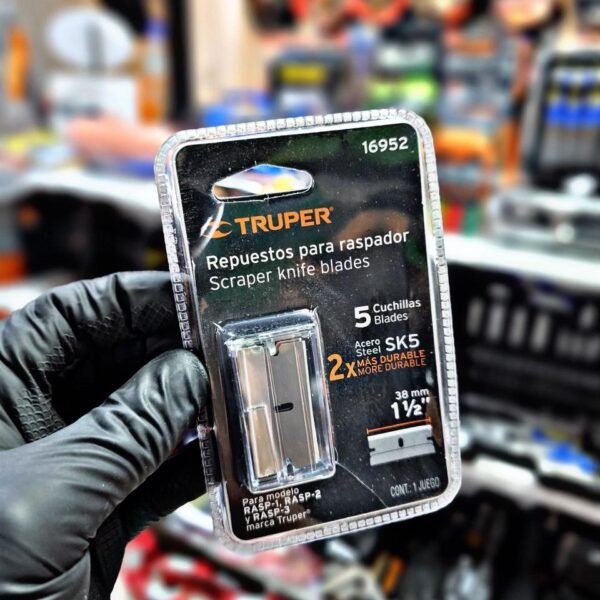 16952
TRUPER®
Repuestos para raspador
Scraper knife blades
5 Cuchillas
Blades
Acero
Steel SK5
2x MÁS DURABLE
MORE DURABLE
38 mm
1 ½"
Para modelo
RASP-1, RASP-2
y RASP-3
marca Truper®
CONT.: 1 JUEGO